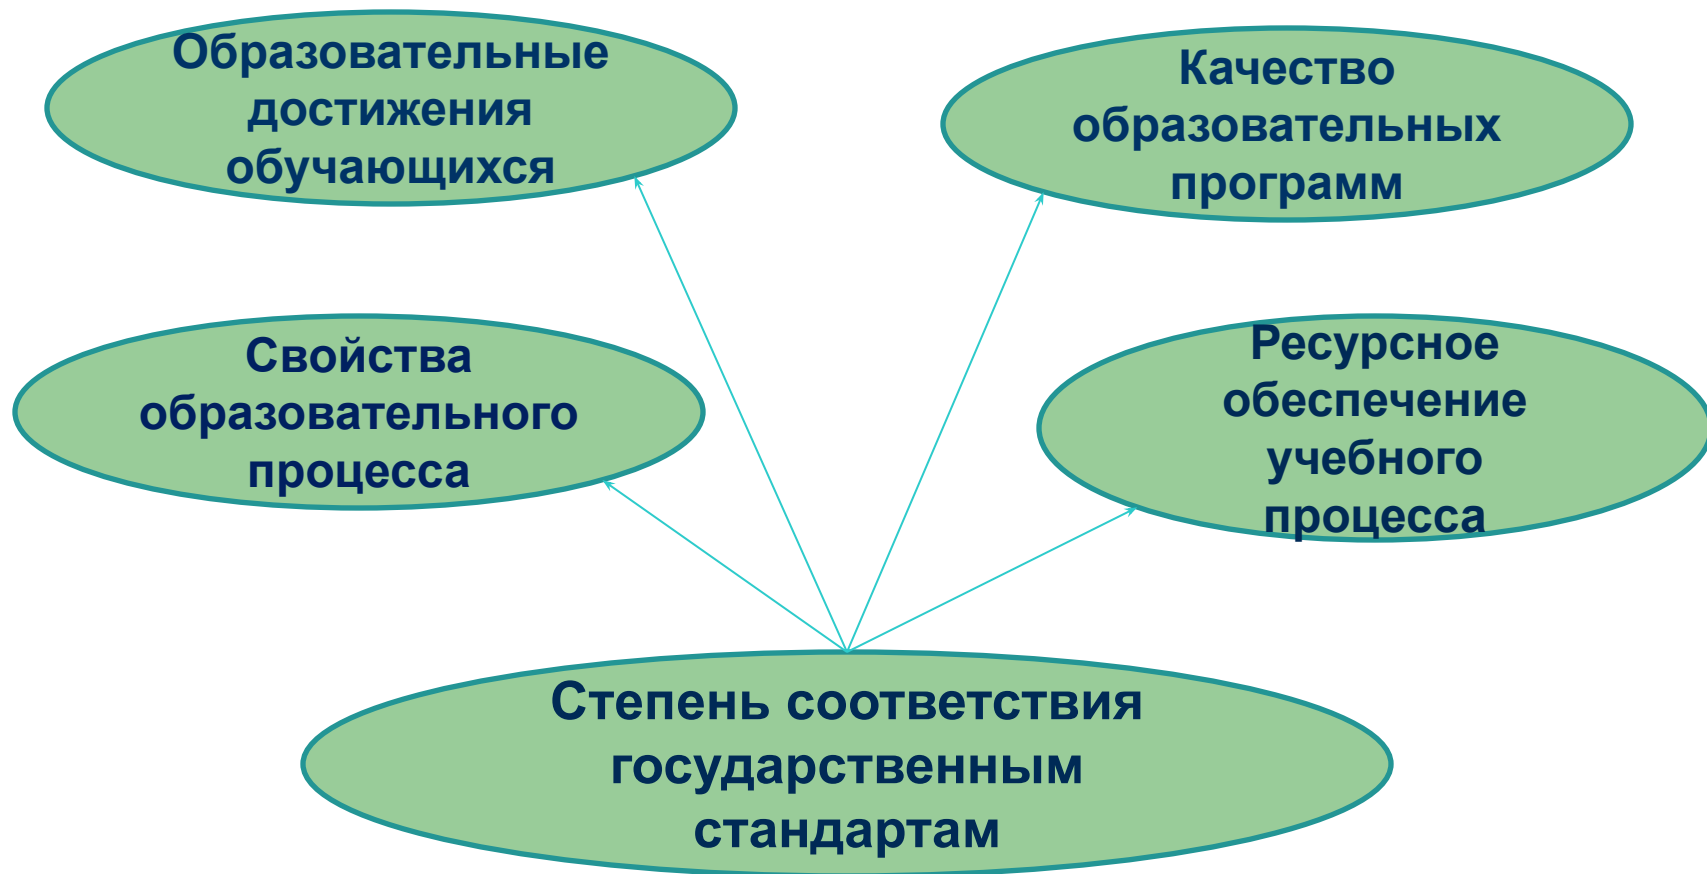 Образовательные
достижения
обучающихся
Качество
образовательных
программ
Свойства
образовательного
процесса
Ресурсное
обеспечение
учебного
процесса
Степень соответствия
государственным
стандартам